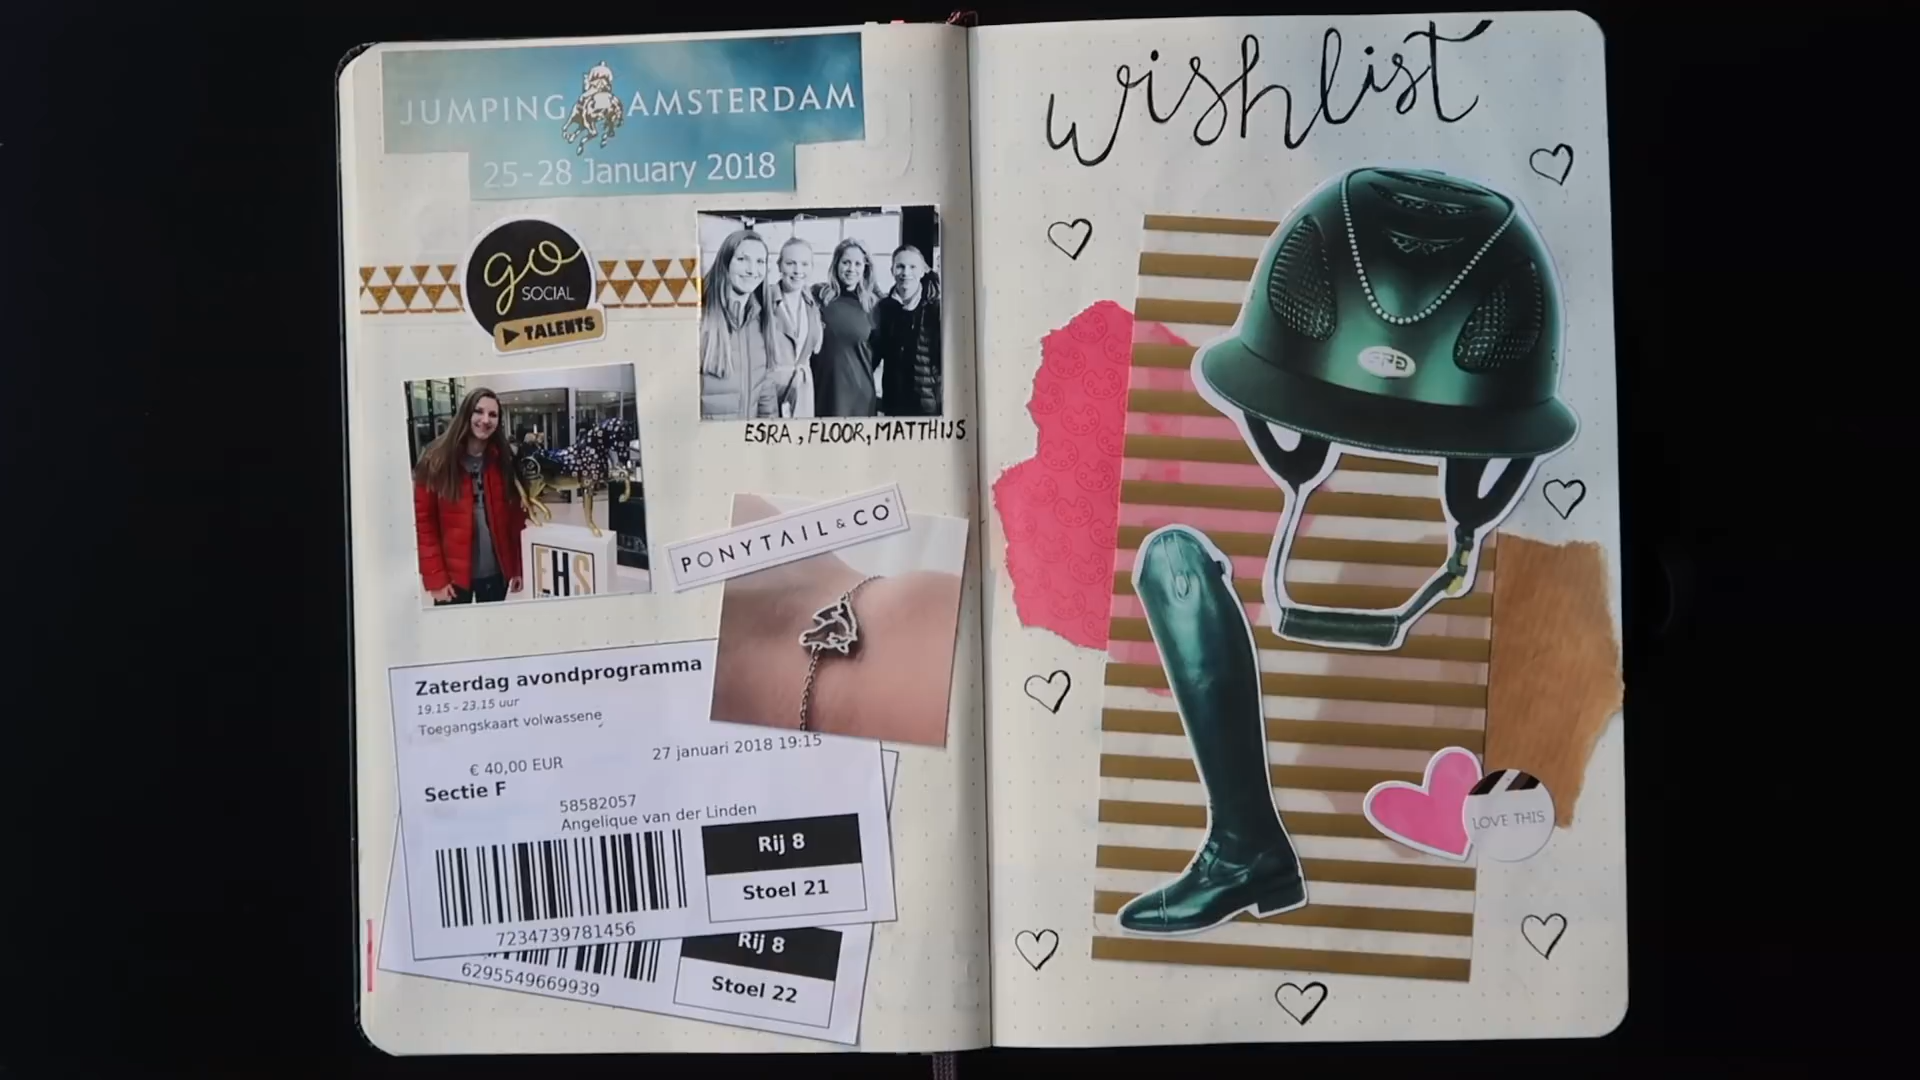 JUMPING AMSTERDAM
25-28 January 2018
go
SOCIAL
TALENTS
ESRA, FLOOR, MATTHIJS
EHS
PONYTAIL & CO
Zaterdag avondprogramma
19.15 - 23.15 uur
Toegangskaart volwassene
27 januari 2018 19:15
€ 40,00 EUR
Sectie F
58582057
Angelique van der Linden
Rij 8
Stoel 21
7234739781456
Rij 8
Stoel 22
6295549669939
wishlist
LOVE THIS